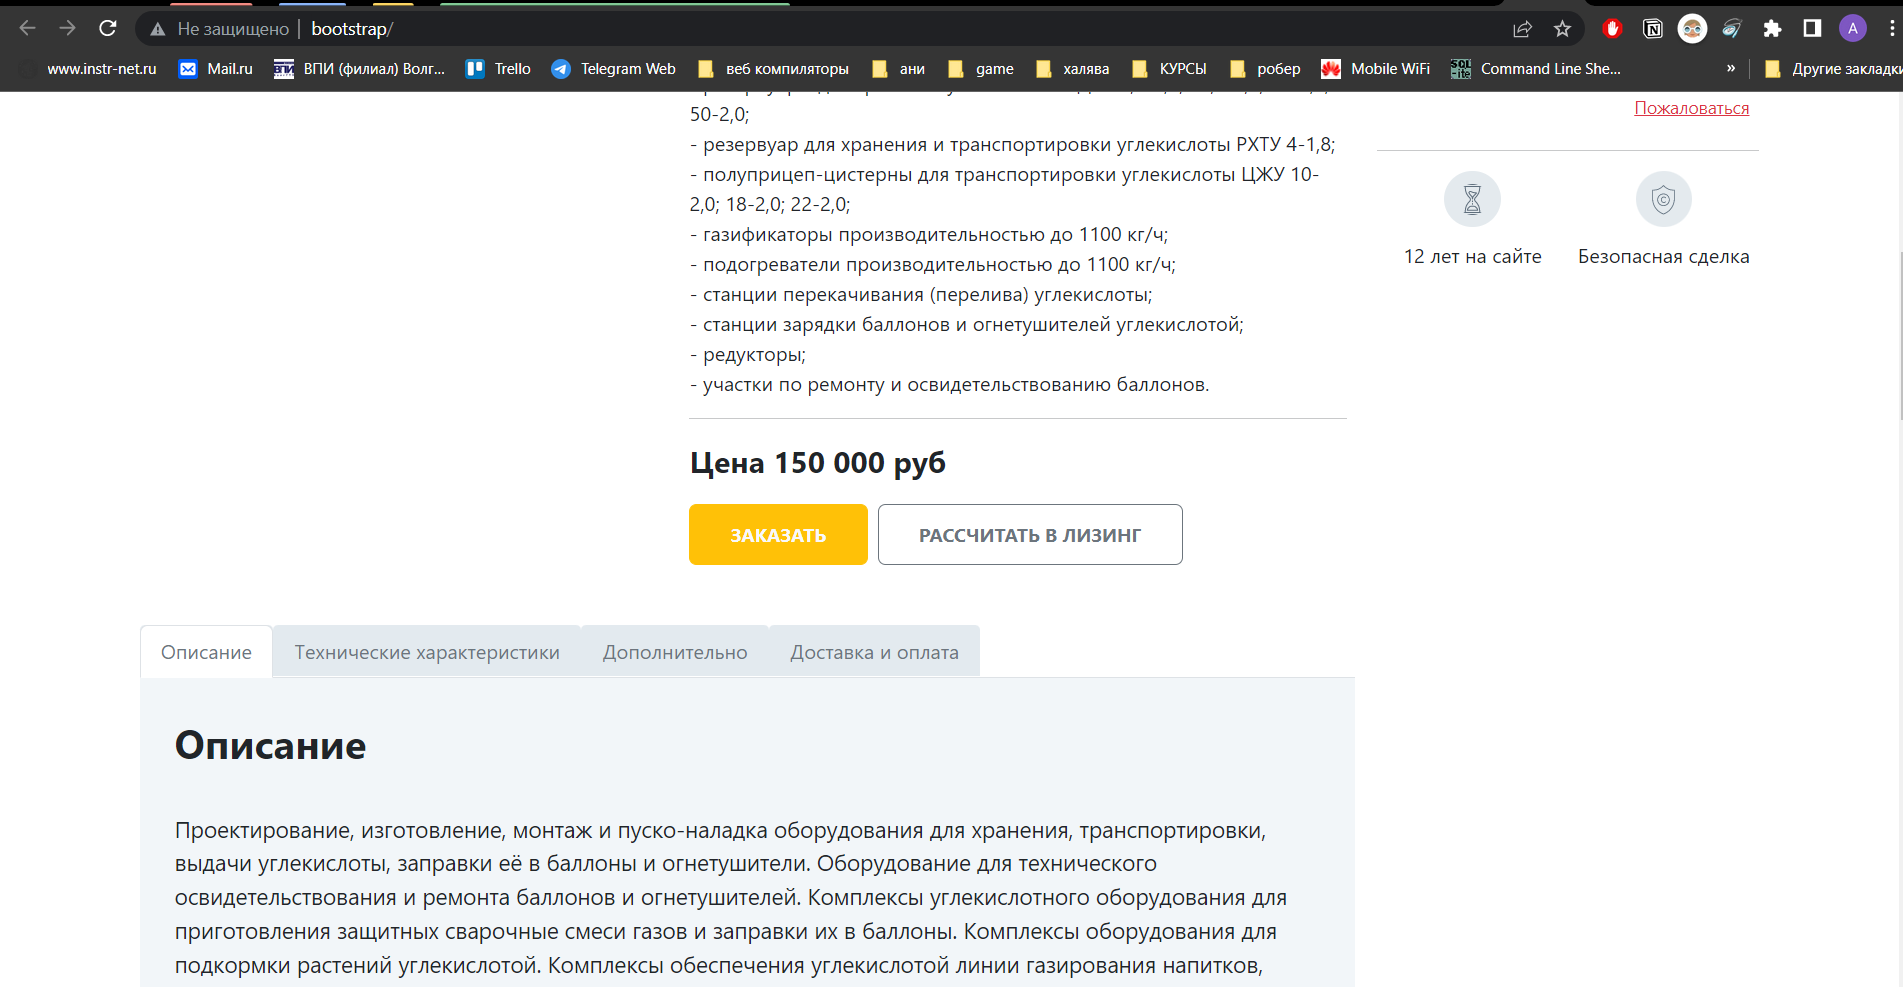 Не защищено
bootstrap/
A
www.instr-net.ru
Mail.ru
ВПИ (филиал) Волг...
Trello
Telegram Web
веб компиляторы
ани
game
халява
КУРСЫ
робер
Mobile WiFi
Command Line She...
»
Другие закладки
50-2,0;
- резервуар для хранения и транспортировки углекислоты РХТУ 4-1,8;
- полуприцеп-цистерны для транспортировки углекислоты ЦЖУ 10-
2,0; 18-2,0; 22-2,0;
- газификаторы производительностью до 1100 кг/ч;
- подогреватели производительностью до 1100 кг/ч;
- станции перекачивания (перелива) углекислоты;
- станции зарядки баллонов и огнетушителей углекислотой;
- редукторы;
- участки по ремонту и освидетельствованию баллонов.
Пожаловаться
12 лет на сайте
Безопасная сделка
Цена 150 000 руб
ЗАКАЗАТЬ
РАССЧИТАТЬ В ЛИЗИНГ
Описание
Технические характеристики
Дополнительно
Доставка и оплата
Описание
Проектирование, изготовление, монтаж и пуско-наладка оборудования для хранения, транспортировки,
выдачи углекислоты, заправки её в баллоны и огнетушители. Оборудование для технического
освидетельствования и ремонта баллонов и огнетушителей. Комплексы углекислотного оборудования для
приготовления защитных сварочные смеси газов и заправки их в баллоны. Комплексы оборудования для
подкормки растений углекислотой. Комплексы обеспечения углекислотой линии газирования напитков,